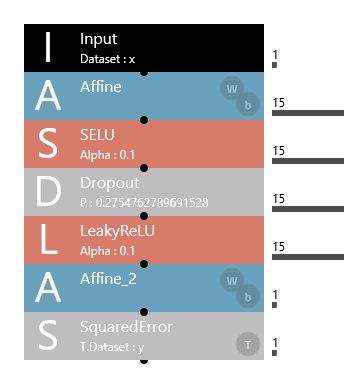 I Input 1
Dataset : x
A Affine W b 15
S SELU 15
Alpha : 0.1
D Dropout 15
P : 0.2754762789691528
L LeakyReLU 15
Alpha : 0.1
A Affine_2 W b 1
S SquaredError T 1
T.Dataset : y